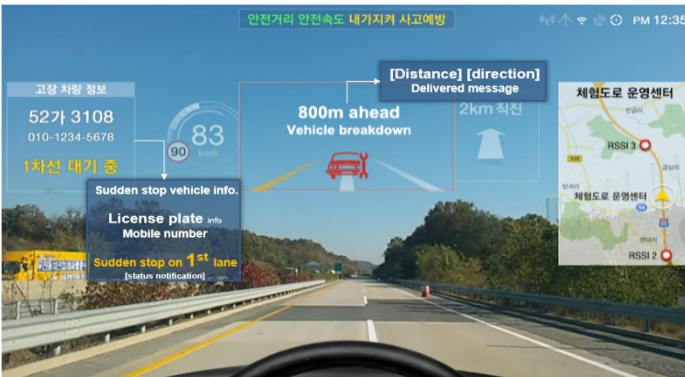 안전거리 안전속도 내가지켜 사고예방
PM 12:35
고장 차량 정보
52가 3108
010-1234-5678
1차선 대기 중
83
km/h
90
[Distance] [direction]
Delivered message
800m ahead
Vehicle breakdown
2km 직진
Sudden stop vehicle info.
License plate info
Mobile number
Sudden stop on 1st lane
[status notification]
체험도로 운영센터
RSSI 3
체험도로 운영센터
RSSI 2